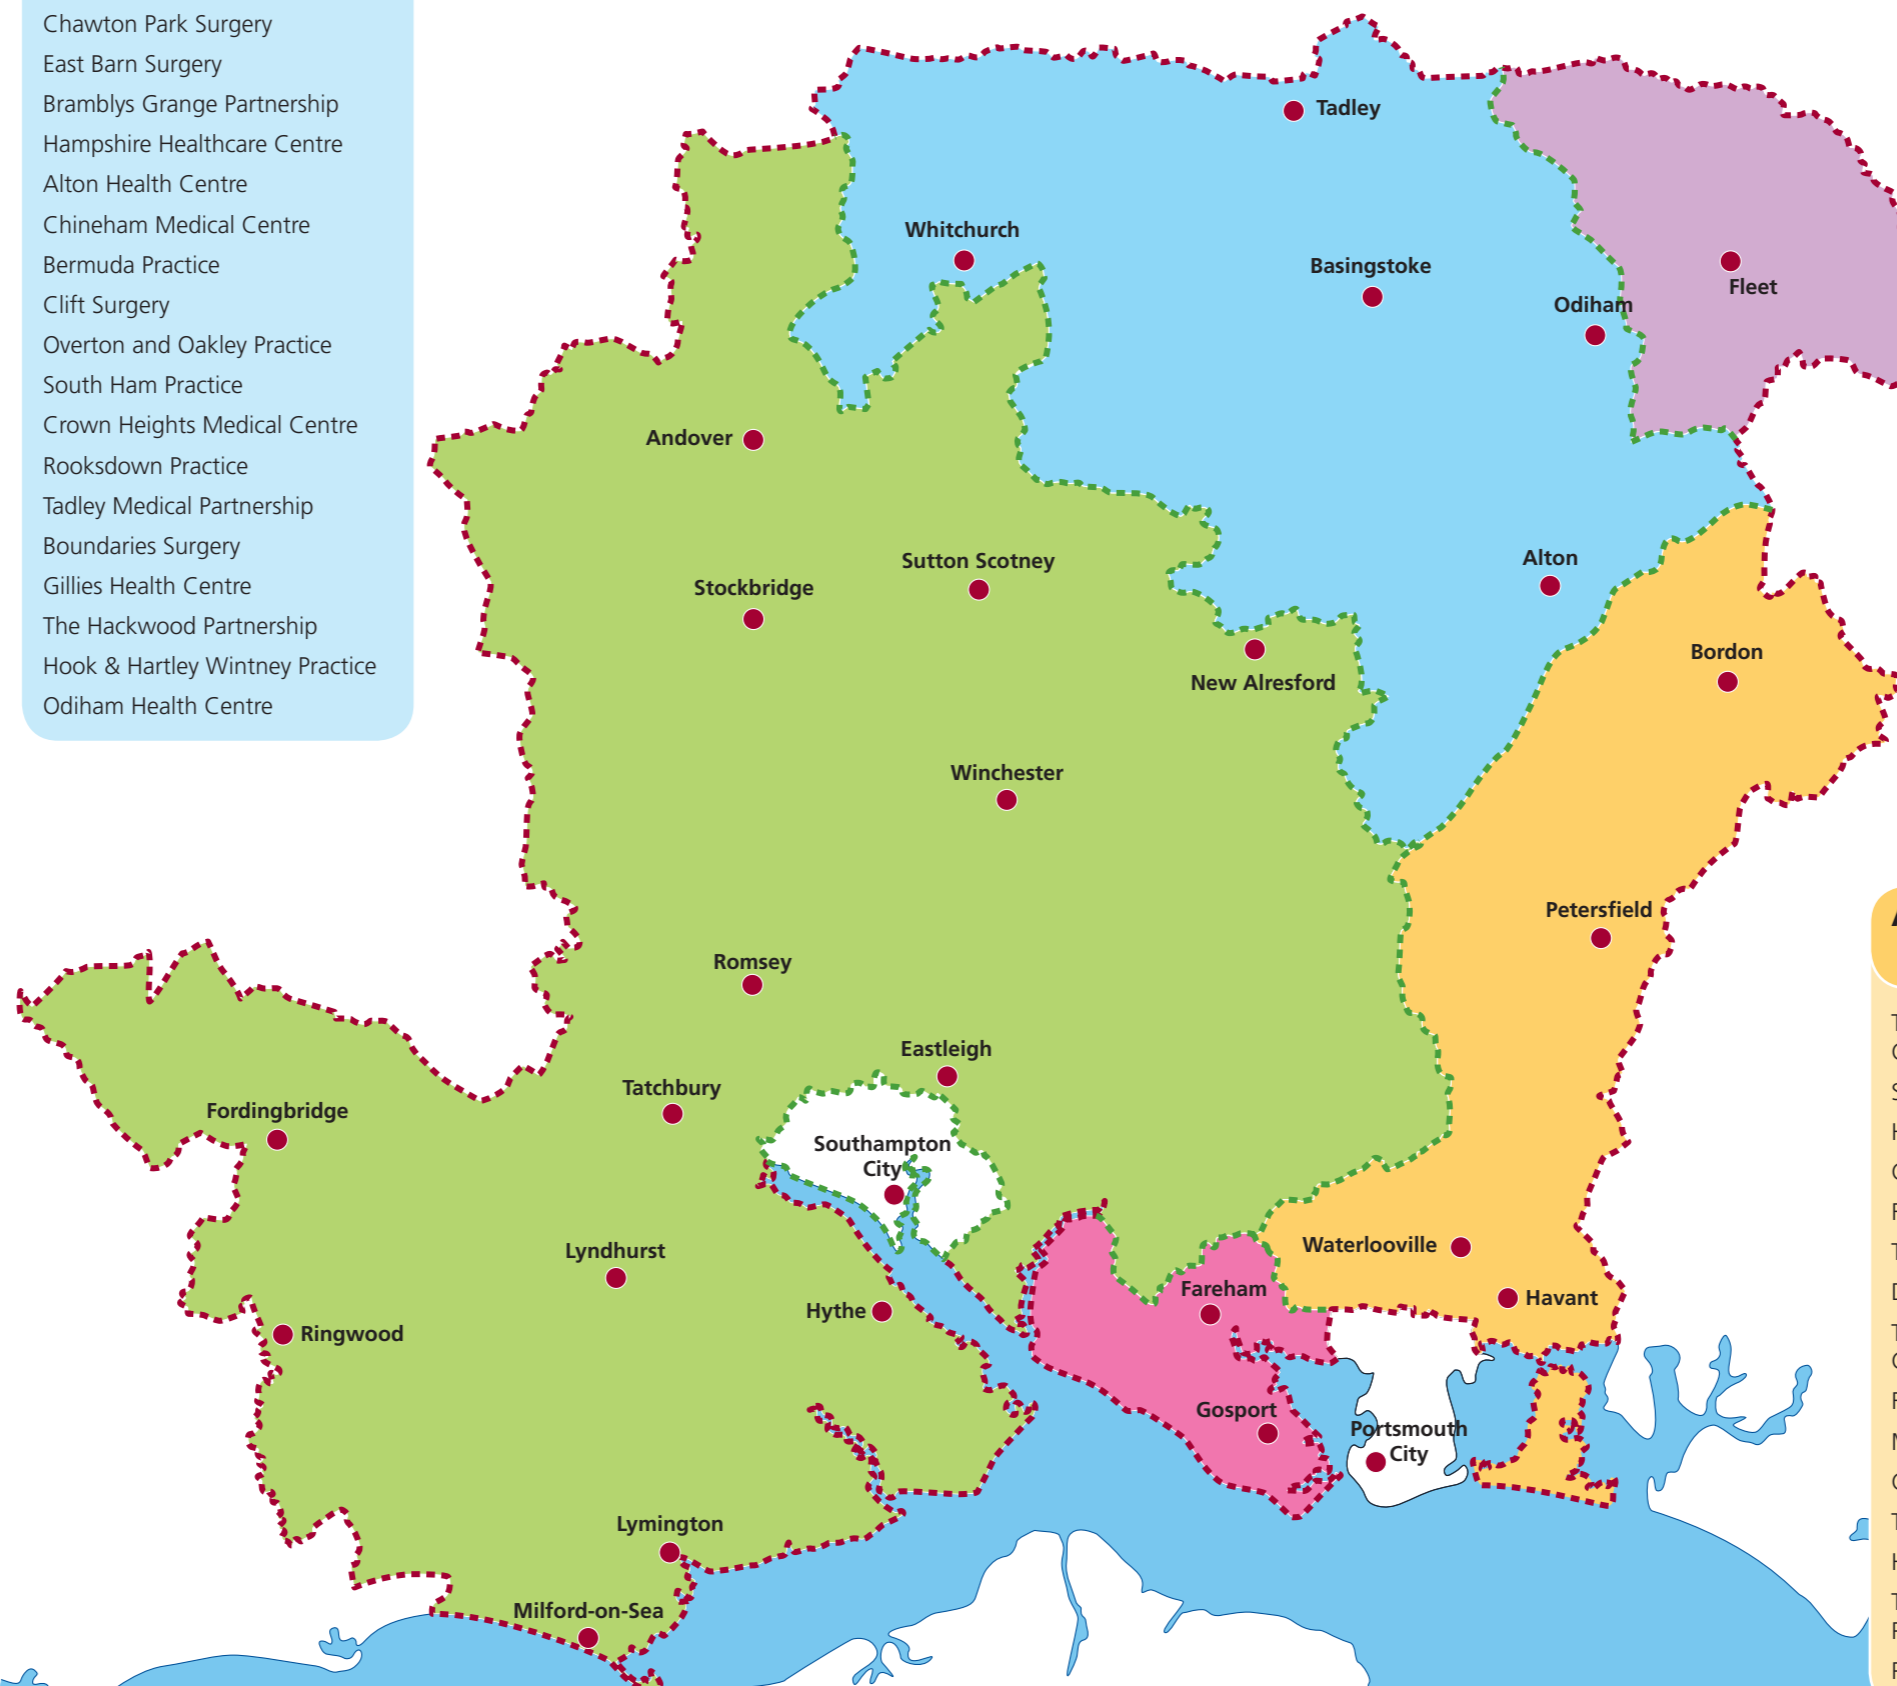 Chawton Park Surgery
East Barn Surgery
Bramblys Grange Partnership
Hampshire Healthcare Centre
Alton Health Centre
Chineham Medical Centre
Bermuda Practice
Clift Surgery
Overton and Oakley Practice
South Ham Practice
Crown Heights Medical Centre
Rooksdown Practice
Tadley Medical Partnership
Boundaries Surgery
Gillies Health Centre
The Hackwood Partnership
Hook & Hartley Wintney Practice
Odiham Health Centre
Tadley
Whitchurch
Basingstoke
Odiham
Fleet
Andover
Sutton Scotney
Stockbridge
Alton
New Alresford
Bordon
Winchester
Petersfield
Romsey
Eastleigh
Tatchbury
Fordingbridge
Southampton
City
Lyndhurst
Waterlooville
Fareham
Havant
Hythe
Ringwood
Gosport
Portsmouth
City
Lymington
Milford-on-Sea